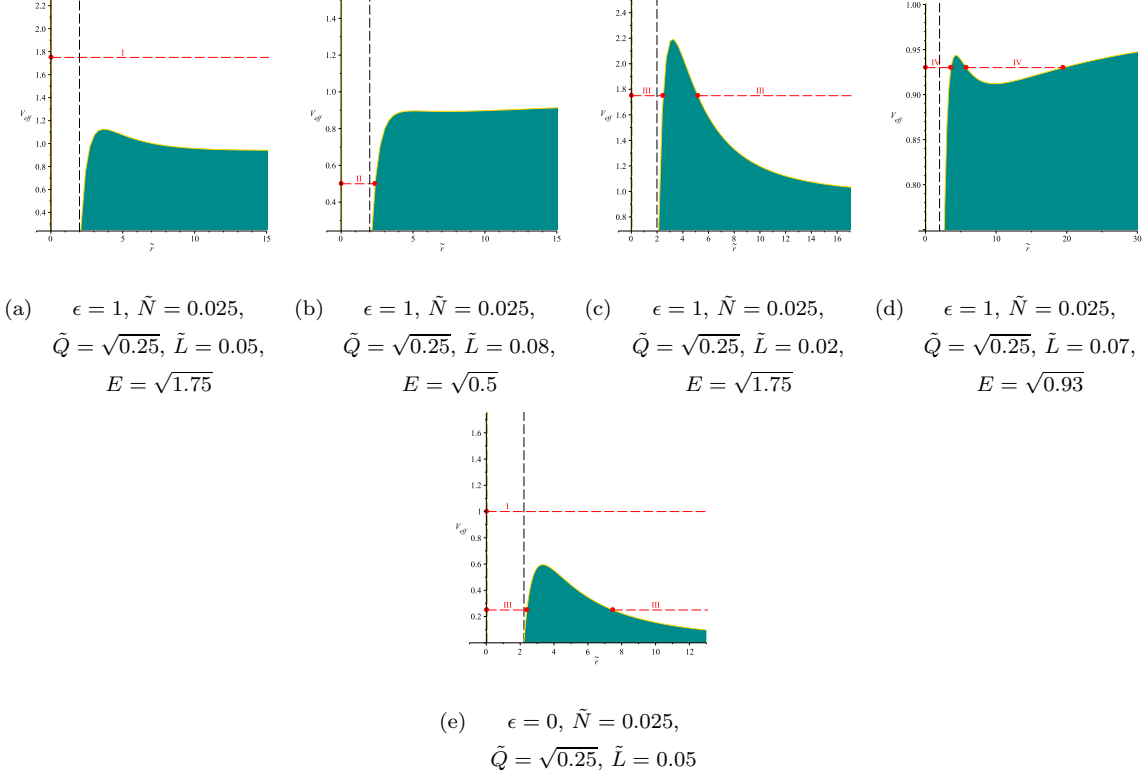 2.2
2.0
1.8
1.6
1.4
V_eff
1.2
1.0
0.8
0.6
0.4
I
0
5
10
15
r̃
1.4
1.2
1.0
V_eff
0.8
0.6
0.4
II
0
5
10
15
r̃
2.4
2.2
2.0
1.8
1.6
V_eff
1.4
1.2
1.0
0.8
III
III
0
2
4
6
8
10
12
14
16
r̃
1.00
0.95
IV
IV
0.90
V_eff
0.85
0.80
0
10
20
30
r̃
(a) ϵ = 1, Ñ = 0.025,
Q̃ = √0.25, L̃ = 0.05,
E = √1.75
(b) ϵ = 1, Ñ = 0.025,
Q̃ = √0.25, L̃ = 0.08,
E = √0.5
(c) ϵ = 1, Ñ = 0.025,
Q̃ = √0.25, L̃ = 0.02,
E = √1.75
(d) ϵ = 1, Ñ = 0.025,
Q̃ = √0.25, L̃ = 0.07,
E = √0.93
1.6
1.4
1.2
1
V_eff
0.8
0.6
0.4
0.2
I
III
III
0
2
4
6
8
10
12
r̃
(e) ϵ = 0, Ñ = 0.025,
Q̃ = √0.25, L̃ = 0.05